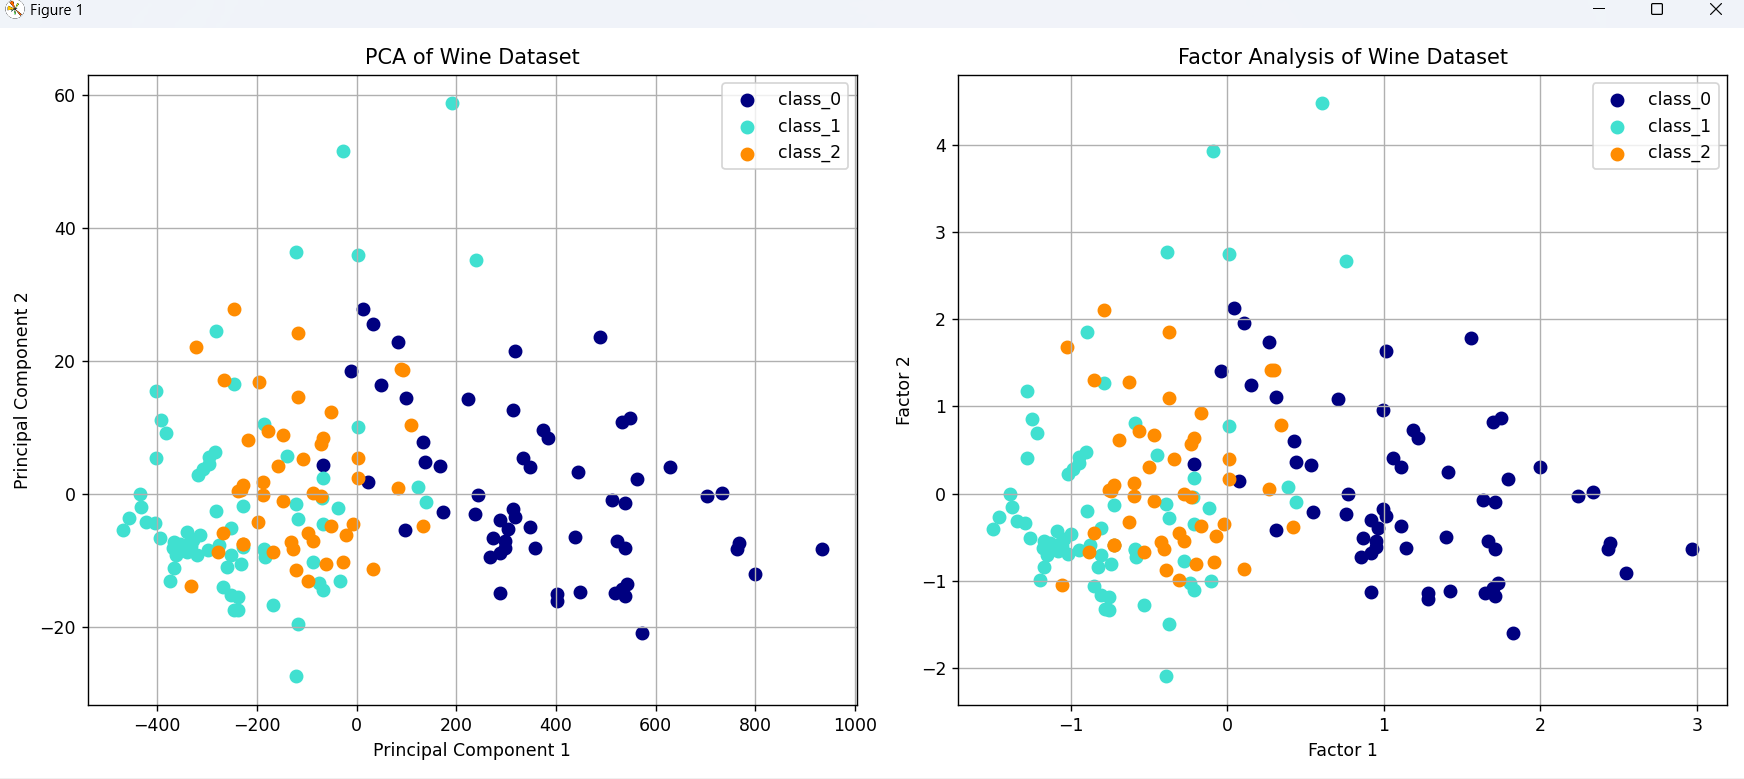 Figure 1
PCA of Wine Dataset
class_0
class_1
class_2
60
40
20
0
−20
Principal Component 2
−400
−200
0
200
400
600
800
1000
Principal Component 1
Factor Analysis of Wine Dataset
class_0
class_1
class_2
4
3
2
1
0
−1
−2
Factor 2
−1
0
1
2
3
Factor 1